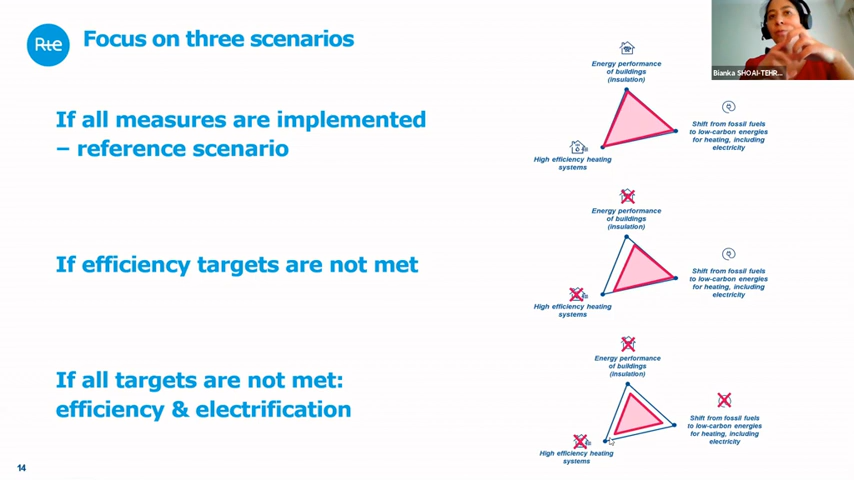 Rte
Focus on three scenarios
Bianka SHOAI-TEHR...
If all measures are implemented
– reference scenario
Energy performance
of buildings
(insulation)
Shift from fossil fuels
to low-carbon energies
for heating, including
electricity
High efficiency heating
systems
If efficiency targets are not met
Energy performance
of buildings
(insulation)
Shift from fossil fuels
to low-carbon energies
for heating, including
electricity
High efficiency heating
systems
If all targets are not met:
efficiency & electrification
Energy performance
of buildings
(insulation)
Shift from fossil fuels
to low-carbon energies
for heating, including
electricity
High efficiency heating
systems
14